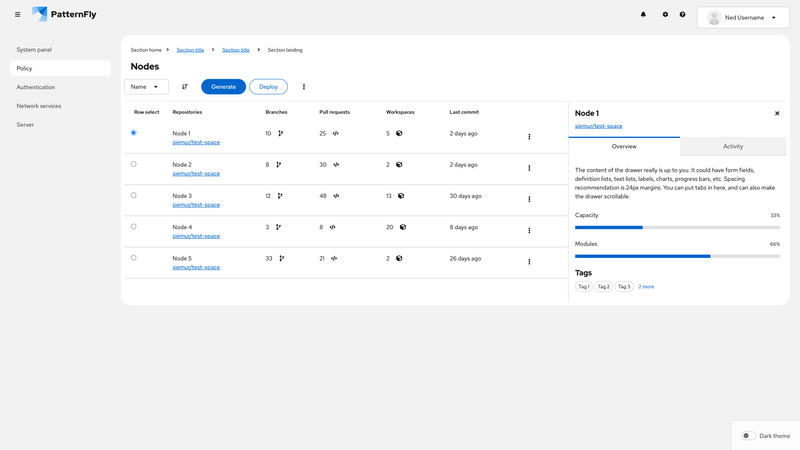 PatternFly
Ned Username
System panel
Policy
Authentication
Network services
Server
Section home
Section title
Section title
Section landing
Nodes
Name
Generate
Deploy
Row select Repositories Branches Pull requests Workspaces Last commit
Node 1 10 25 5 2 days ago
siemur/test-space
Node 2 8 30 2 2 days ago
siemur/test-space
Node 3 12 48 13 30 days ago
siemur/test-space
Node 4 3 8 20 8 days ago
siemur/test-space
Node 5 33 21 2 26 days ago
siemur/test-space
Node 1
siemur/test-space
Overview Activity
The content of the drawer really is up to you. It could have form fields,
definition lists, text lists, labels, charts, progress bars, etc. Spacing
recommendation is 24px margins. You can put tabs in here, and can also make
the drawer scrollable.
Capacity 33%
Modules 66%
Tags
Tag 1 Tag 2 Tag 3 2 more
Dark theme